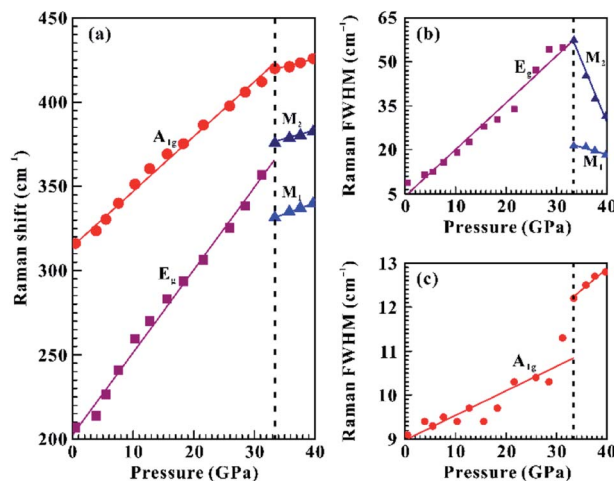 (a)
450
400
350
300
250
200
Raman shift (cm⁻¹)
A₁g
M₂
M₁
Eg
0 10 20 30 40
Pressure (GPa)
(b)
65
50
35
20
5
Raman FWHM (cm⁻¹)
Eg
M₂
M₁
0 10 20 30 40
Pressure (GPa)
(c)
13
12
11
10
9
Raman FWHM (cm⁻¹)
A₁g
0 10 20 30 40
Pressure (GPa)